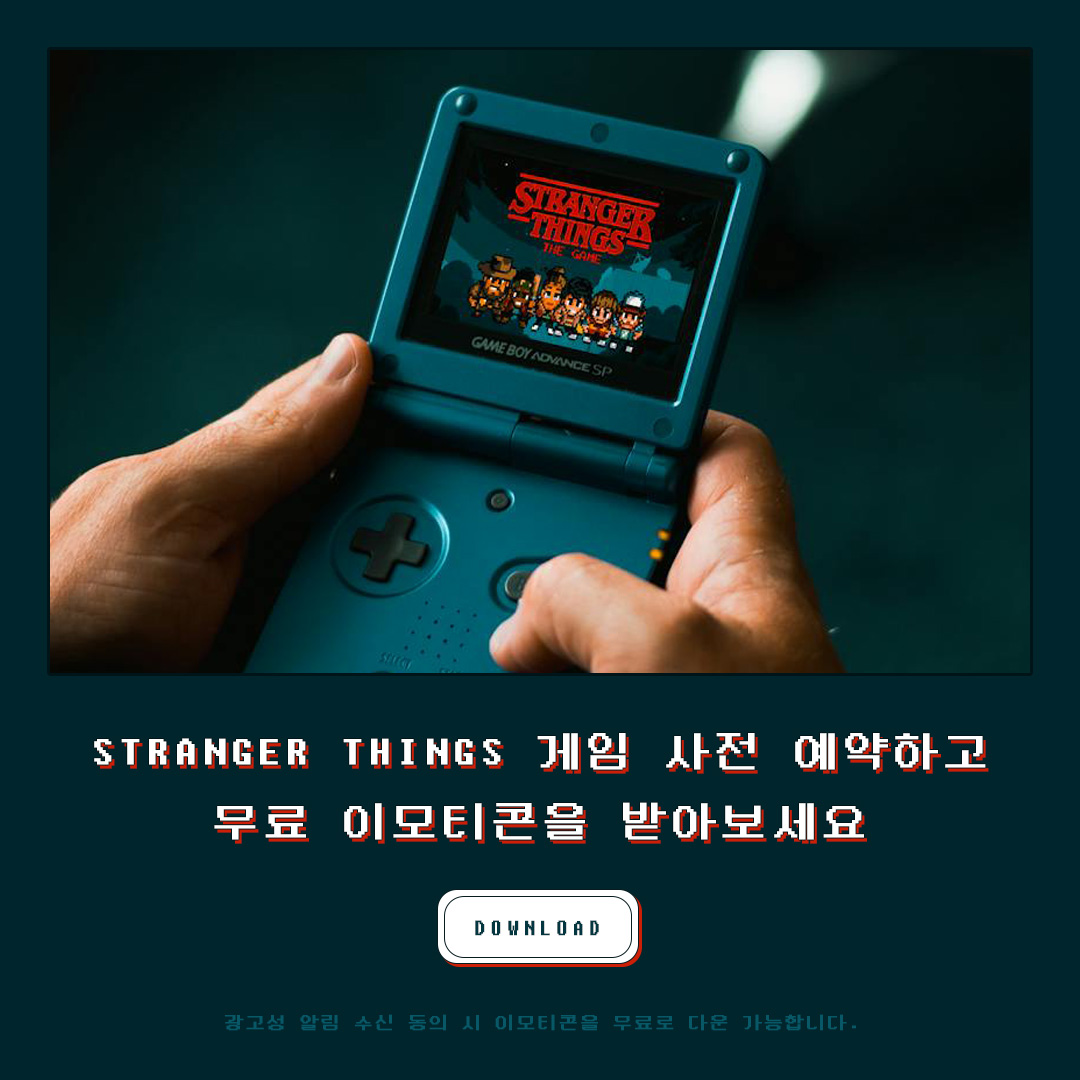 STRANGER
THINGS
THE GAME
GAME BOY ADVANCE SP
SELECT
STRANGER THINGS 게임 사전 예약하고
무료 이모티콘을 받아보세요
DOWNLOAD
광고성 알림 수신 동의 시 이모티콘을 무료로 다운 가능합니다.